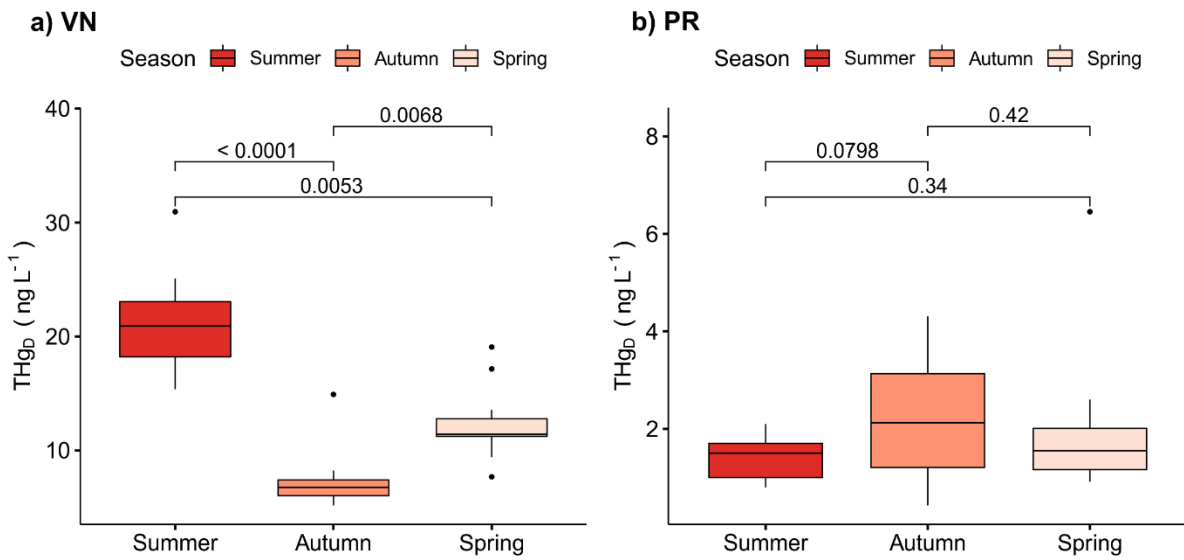 a) VN
Season Summer Autumn Spring
40
30
20
10
THg_D ( ng L⁻¹ )
0.0068
< 0.0001
0.0053
Summer Autumn Spring
b) PR
Season Summer Autumn Spring
8
6
4
2
THg_D ( ng L⁻¹ )
0.42
0.0798
0.34
Summer Autumn Spring